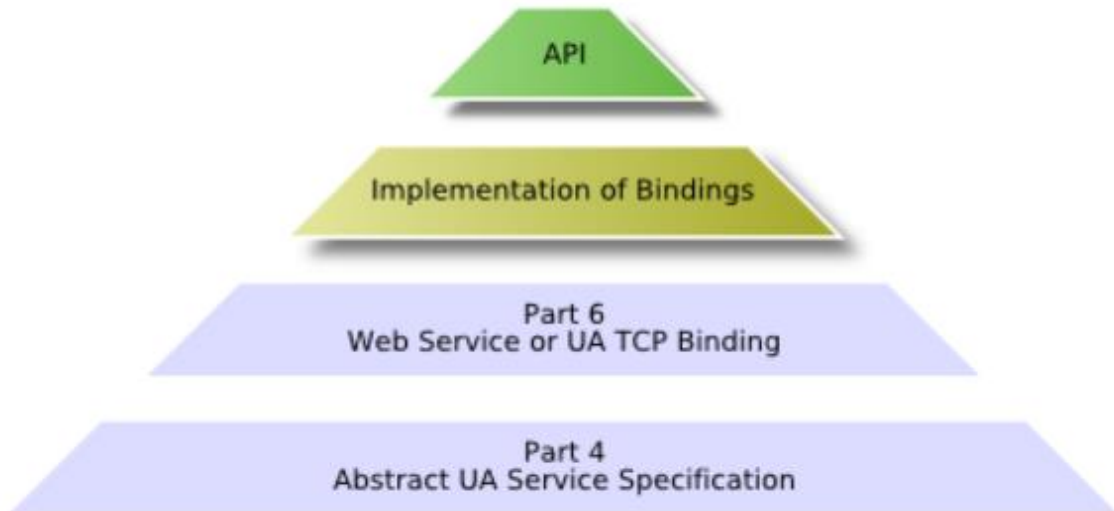 API
Implementation of Bindings
Part 6
Web Service or UA TCP Binding
Part 4
Abstract UA Service Specification